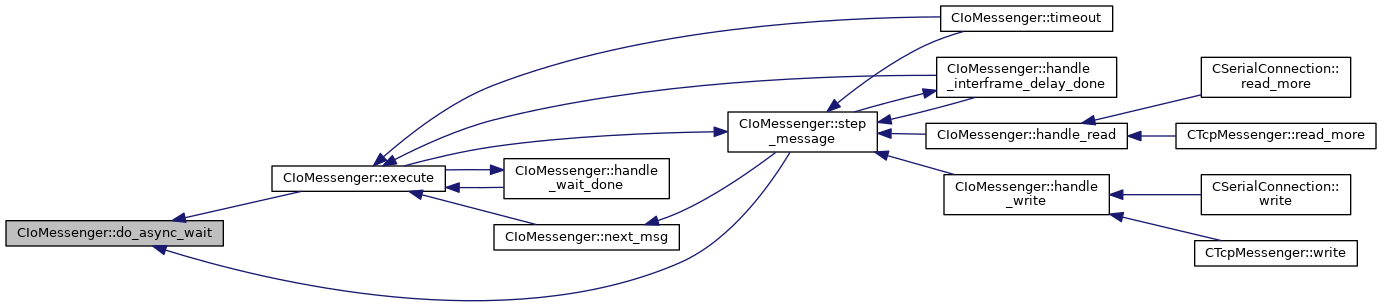 CIoMessenger::timeout
CIoMessenger::handle
_interframe_delay_done
CSerialConnection::
read_more
CIoMessenger::step
_message
CIoMessenger::handle_read
CTcpMessenger::read_more
CIoMessenger::execute
CIoMessenger::handle
_wait_done
CIoMessenger::handle
_write
CSerialConnection::
write
CIoMessenger::do_async_wait
CIoMessenger::next_msg
CTcpMessenger::write